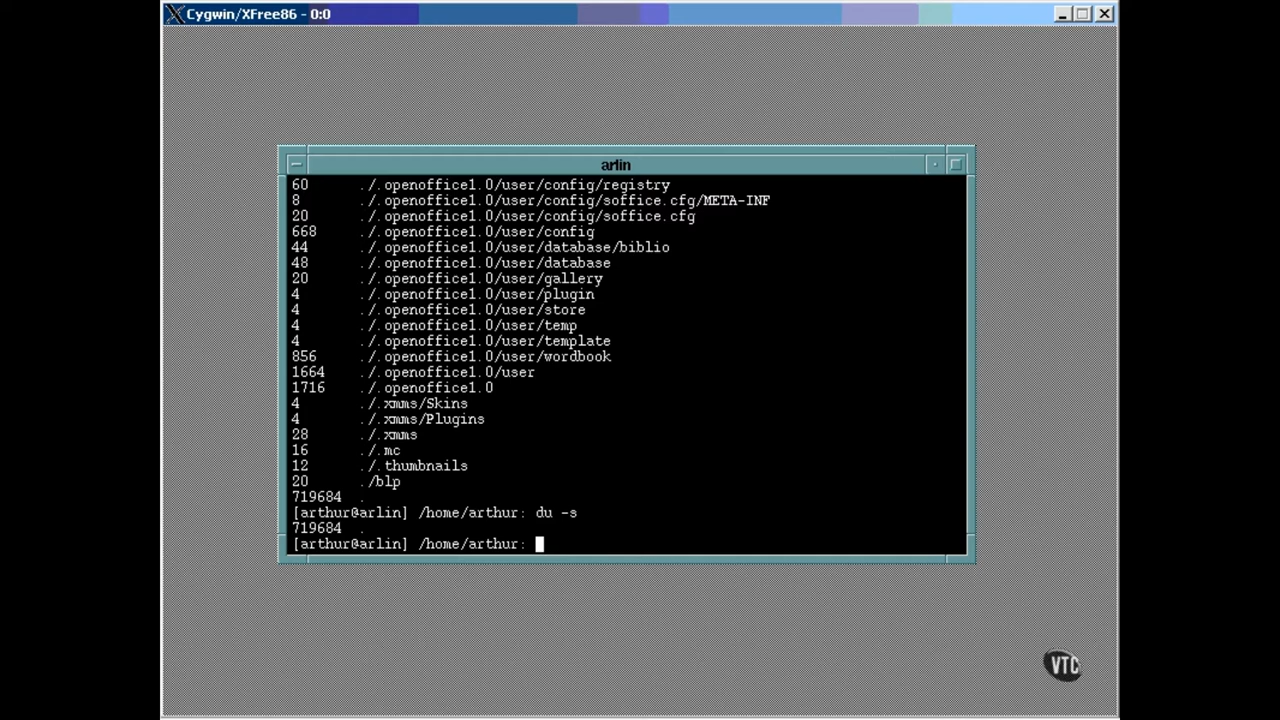 Cygwin/XFree86 - 0:0
arlin
60 ./.openoffice1.0/user/config/registry
8 ./.openoffice1.0/user/config/soffice.cfg/META-INF
20 ./.openoffice1.0/user/config/soffice.cfg
668 ./.openoffice1.0/user/config
44 ./.openoffice1.0/user/database/biblio
48 ./.openoffice1.0/user/database
20 ./.openoffice1.0/user/gallery
4 ./.openoffice1.0/user/plugin
4 ./.openoffice1.0/user/store
4 ./.openoffice1.0/user/temp
4 ./.openoffice1.0/user/template
856 ./.openoffice1.0/user/wordbook
1664 ./.openoffice1.0/user
1716 ./.openoffice1.0
4 ./.xmms/Skins
4 ./.xmms/Plugins
28 ./.xmms
16 ./.mc
12 ./.thumbnails
20 ./blp
719684 .
[arthur@arlin] /home/arthur: du -s
719684 .
[arthur@arlin] /home/arthur:
VTC